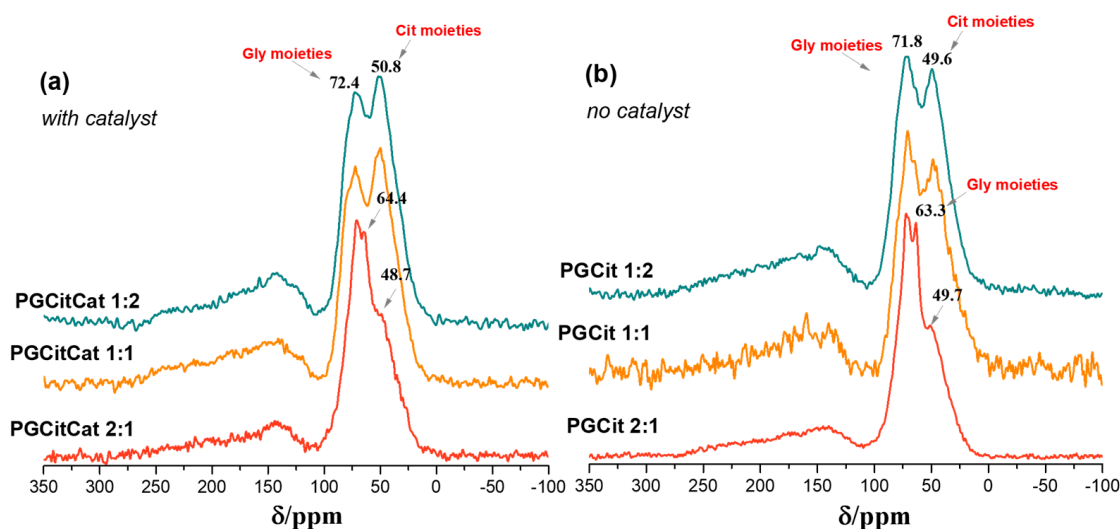 (a)
with catalyst
Gly moieties
Cit moieties
72.4
50.8
64.4
48.7
PGCitCat 1:2
PGCitCat 1:1
PGCitCat 2:1
350 300 250 200 150 100 50 0 -50 -100
δ/ppm
(b)
no catalyst
Gly moieties
Cit moieties
71.8
49.6
Gly moieties
63.3
49.7
PGCit 1:2
PGCit 1:1
PGCit 2:1
350 300 250 200 150 100 50 0 -50 -100
δ/ppm